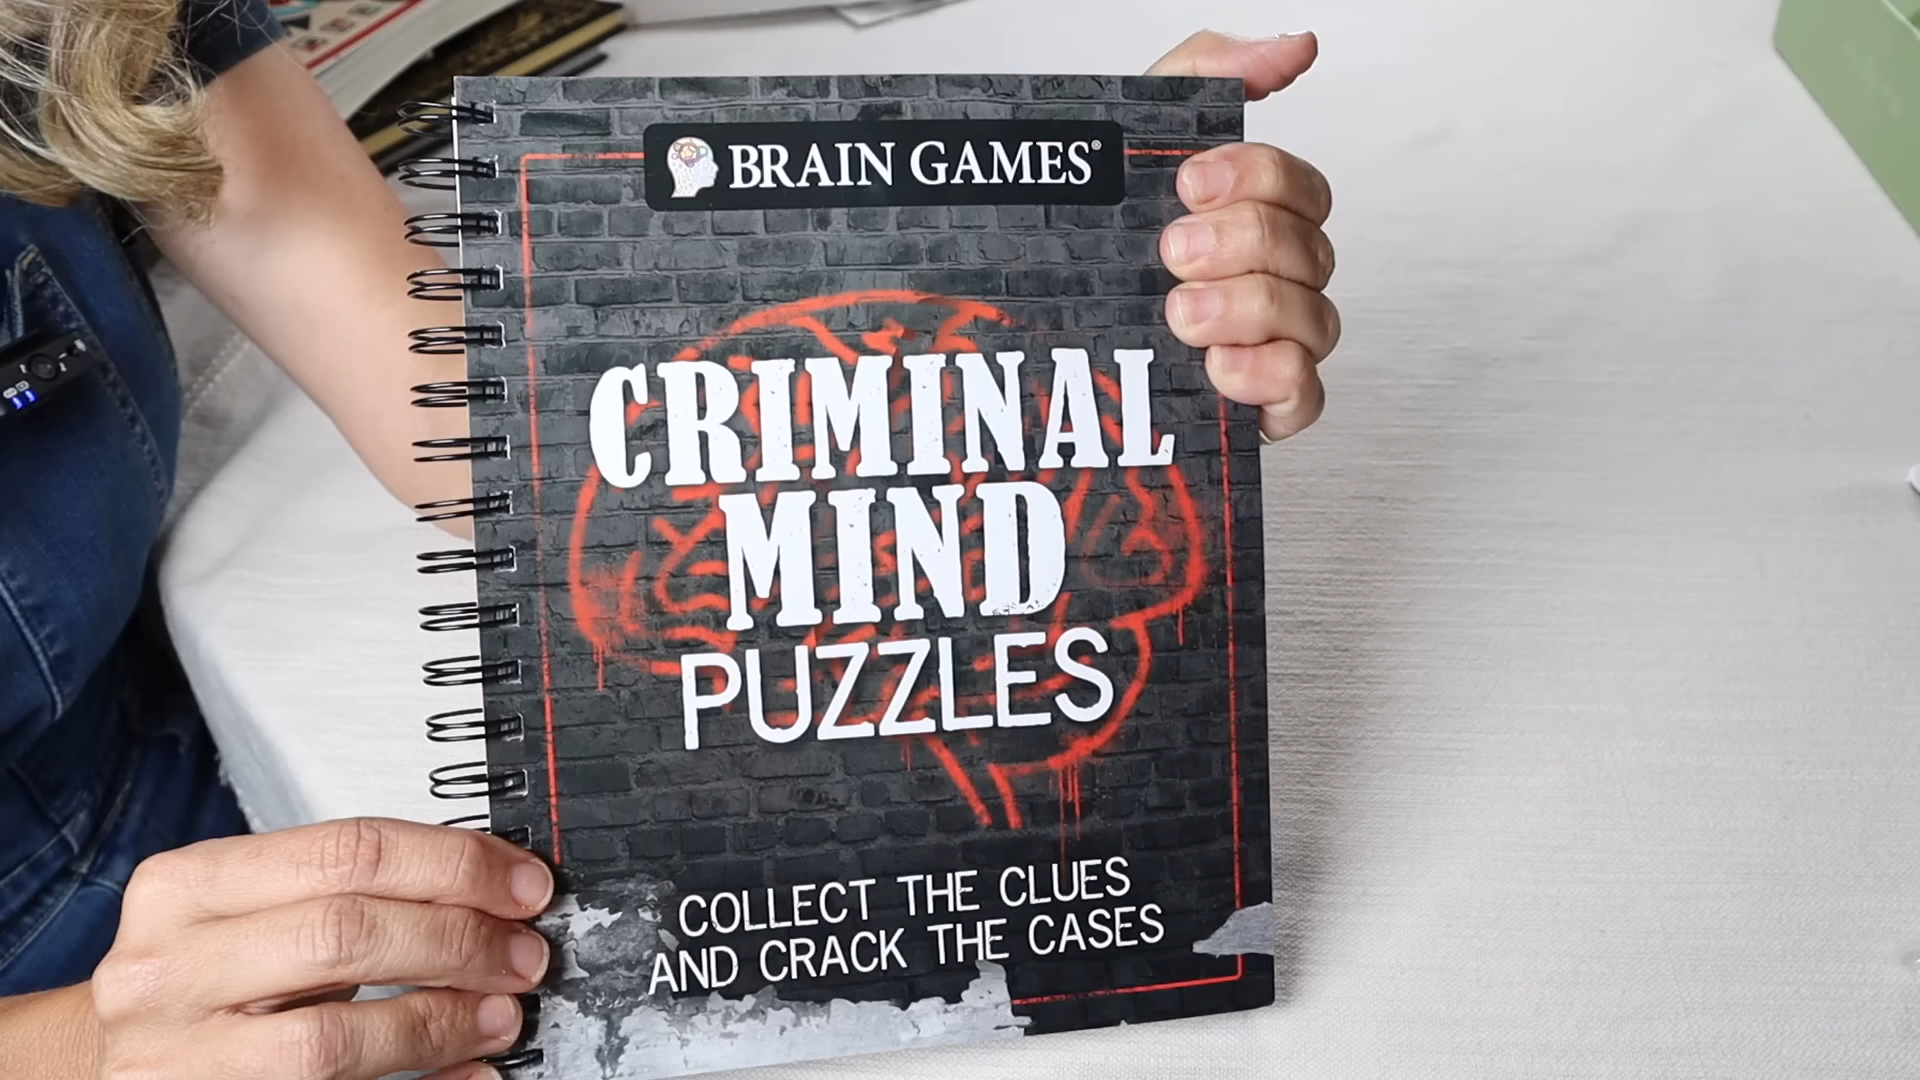 BRAIN GAMES®
CRIMINAL
MIND
PUZZLES
COLLECT THE CLUES
AND CRACK THE CASES